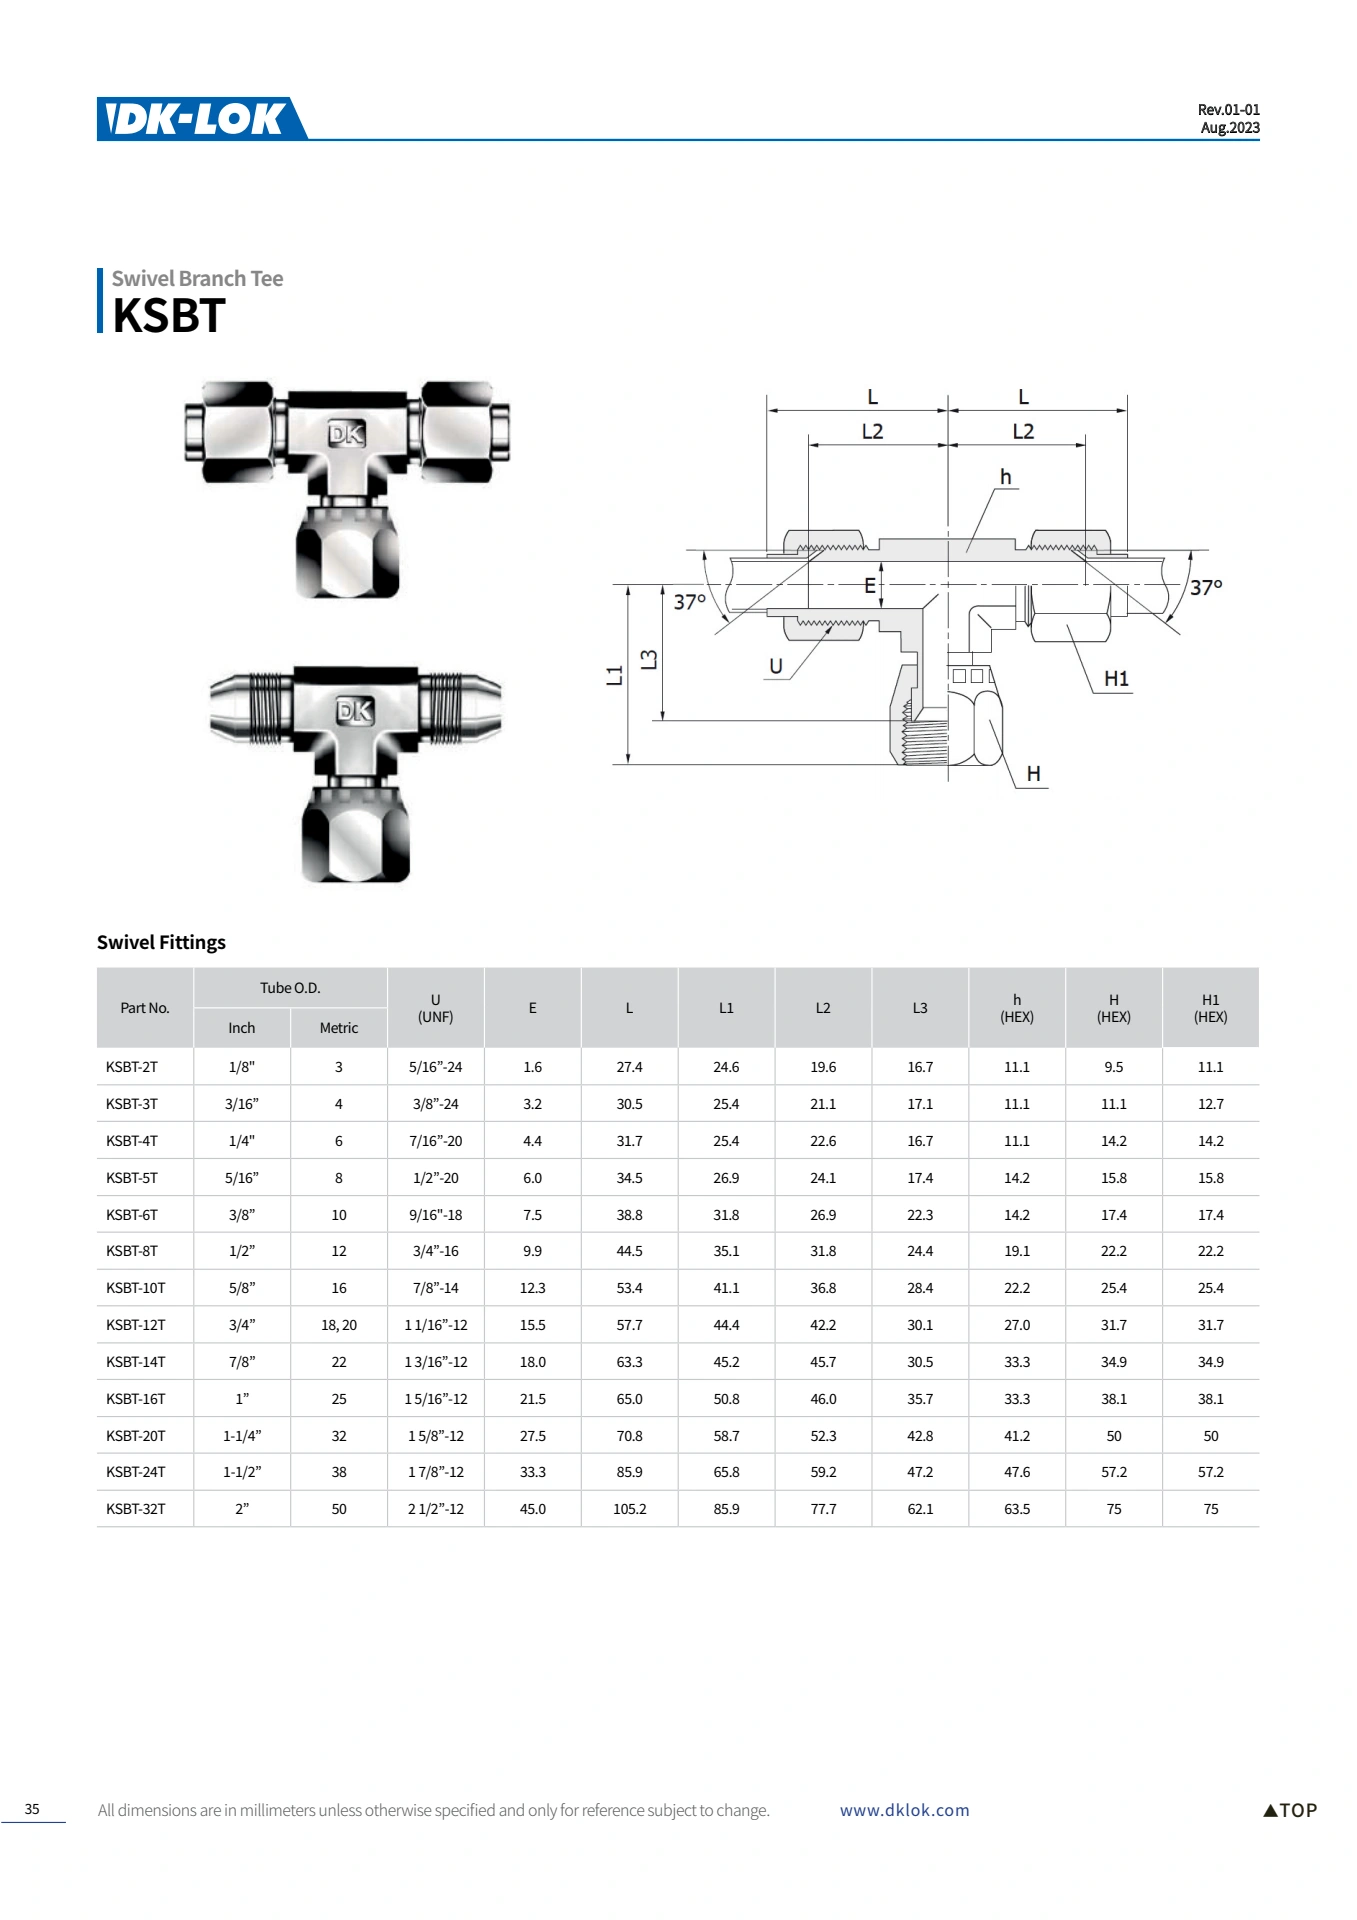 DK-LOK
Rev.01-01
Aug.2023
Swivel Branch Tee
KSBT
DK
DK
L L
L2 L2
h
E
37° 37°
L1
L3
U
H1
H
Swivel Fittings
Part No. Tube O.D. U (UNF) E L L1 L2 L3 h (HEX) H (HEX) H1 (HEX)
Inch Metric
KSBT-2T 1/8" 3 5/16”-24 1.6 27.4 24.6 19.6 16.7 11.1 9.5 11.1
KSBT-3T 3/16” 4 3/8”-24 3.2 30.5 25.4 21.1 17.1 11.1 11.1 12.7
KSBT-4T 1/4" 6 7/16”-20 4.4 31.7 25.4 22.6 16.7 11.1 14.2 14.2
KSBT-5T 5/16” 8 1/2”-20 6.0 34.5 26.9 24.1 17.4 14.2 15.8 15.8
KSBT-6T 3/8” 10 9/16"-18 7.5 38.8 31.8 26.9 22.3 14.2 17.4 17.4
KSBT-8T 1/2” 12 3/4”-16 9.9 44.5 35.1 31.8 24.4 19.1 22.2 22.2
KSBT-10T 5/8” 16 7/8”-14 12.3 53.4 41.1 36.8 28.4 22.2 25.4 25.4
KSBT-12T 3/4” 18, 20 1 1/16”-12 15.5 57.7 44.4 42.2 30.1 27.0 31.7 31.7
KSBT-14T 7/8” 22 1 3/16”-12 18.0 63.3 45.2 45.7 30.5 33.3 34.9 34.9
KSBT-16T 1” 25 1 5/16”-12 21.5 65.0 50.8 46.0 35.7 33.3 38.1 38.1
KSBT-20T 1-1/4” 32 1 5/8”-12 27.5 70.8 58.7 52.3 42.8 41.2 50 50
KSBT-24T 1-1/2” 38 1 7/8”-12 33.3 85.9 65.8 59.2 47.2 47.6 57.2 57.2
KSBT-32T 2” 50 2 1/2”-12 45.0 105.2 85.9 77.7 62.1 63.5 75 75
35 All dimensions are in millimeters unless otherwise specified and only for reference subject to change. www.dklok.com ▲TOP